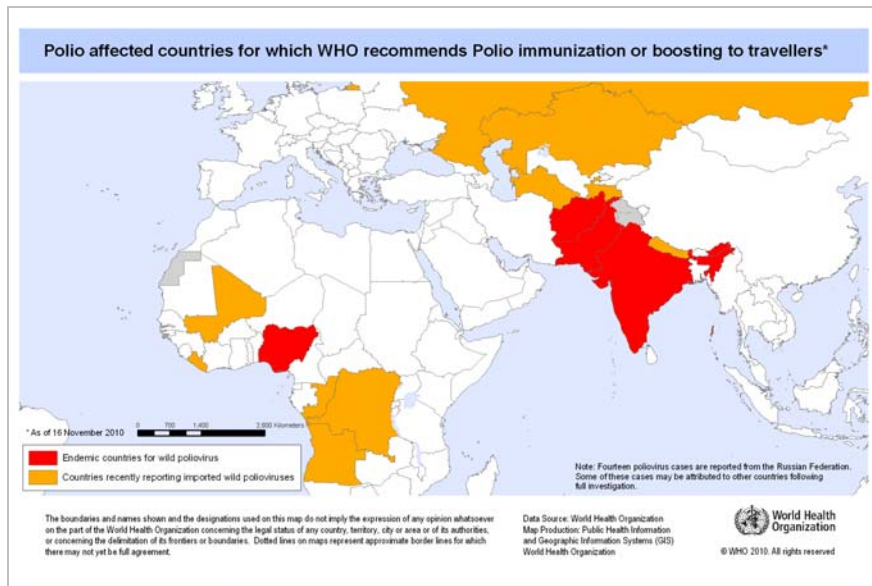 Polio affected countries for which WHO recommends Polio immunization or boosting to travellers*
* As of 16 November 2010
0 700 1,400 2,800 Kilometers
Endemic countries for wild poliovirus
Countries recently reporting imported wild polioviruses
Note: Fourteen poliovirus cases are reported from the Russian Federation.
Some of these cases may be attributed to other countries following
full investigation.
The boundaries and names shown and the designations used on this map do not imply the expression of any opinion whatsoever
on the part of the World Health Organization concerning the legal status of any country, territory, city or area or of its authorities,
or concerning the delimitation of its frontiers or boundaries. Dotted lines on maps represent approximate border lines for which
there may not yet be full agreement.
Data Source: World Health Organization
Map Production: Public Health Information
and Geographic Information Systems (GIS)
World Health Organization
World Health
Organization
© WHO 2010. All rights reserved